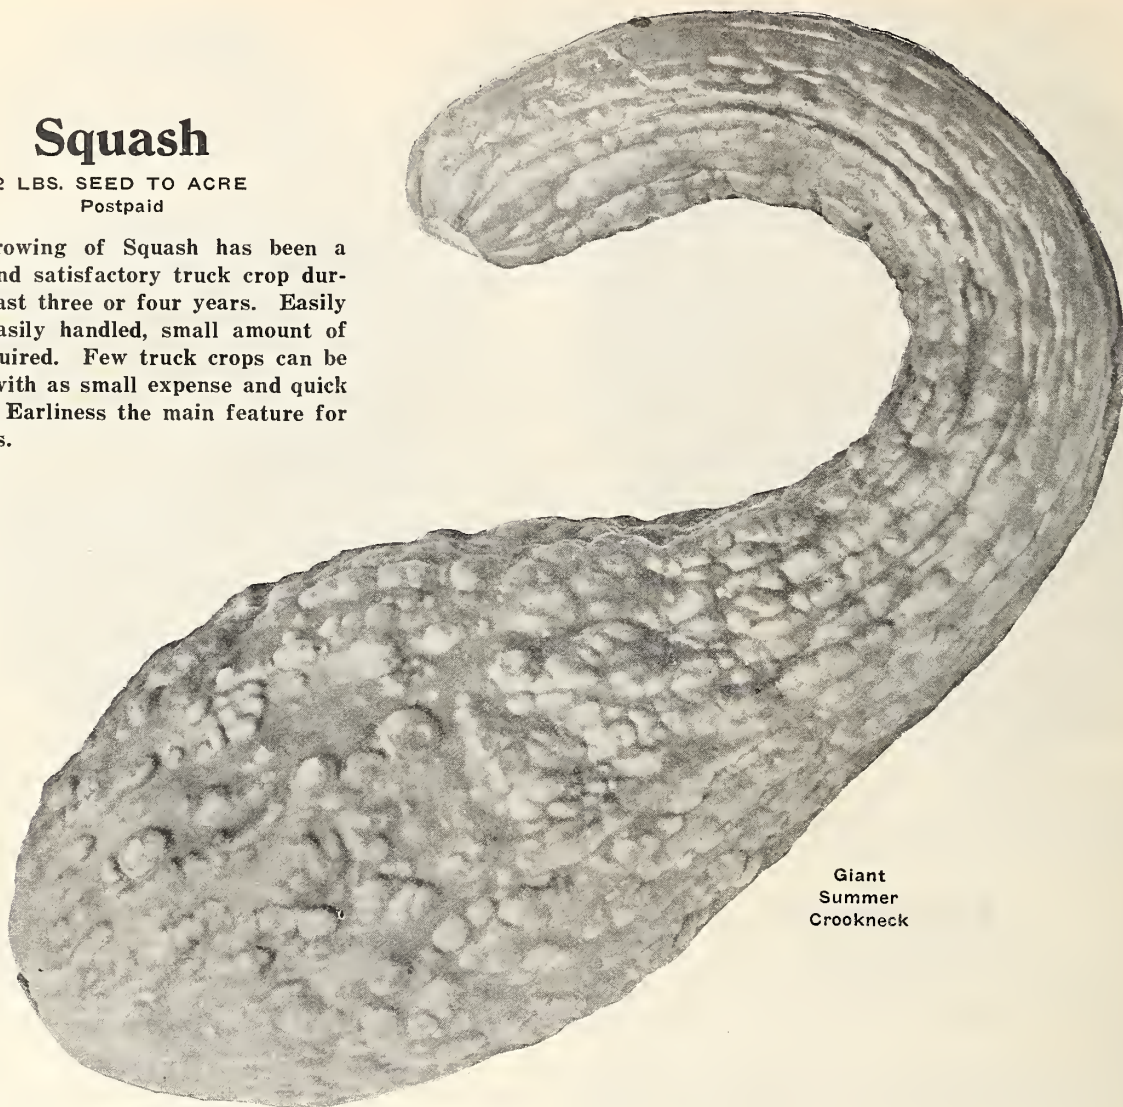 Squash
2 LBS. SEED TO ACRE
Postpaid
rowing of Squash has been a
nd satisfactory truck crop dur-
ast three or four years. Easily
asily handled, small amount of
uired. Few truck crops can be
with as small expense and quick
Earliness the main feature for
s.
Giant
Summer
Crookneck